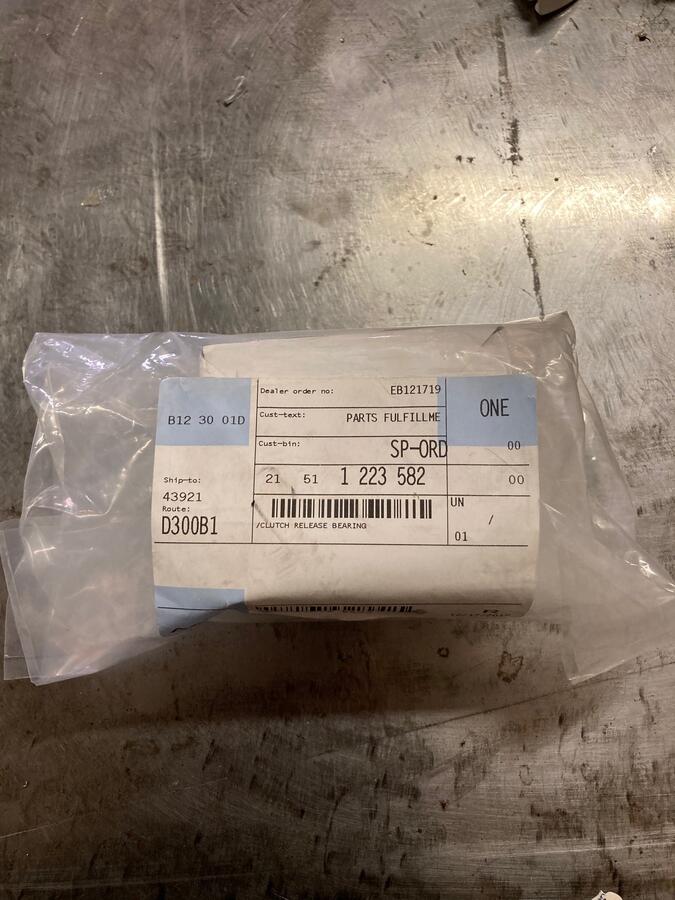 B12 30 01D
Dealer order no: EB121719
Cust-text: PARTS FULFILLME
ONE
Cust-bin: SP-ORD 00
Ship-to:
43921
21 51 1 223 582 00
Route:
D300B1
/CLUTCH RELEASE BEARING
UN
/
01